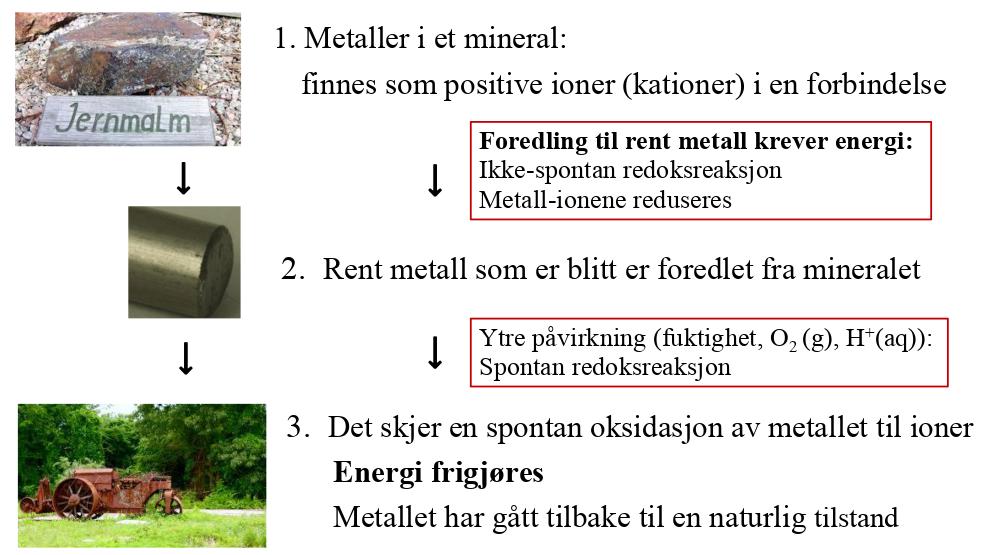 Jernmalm
1. Metaller i et mineral:
finnes som positive ioner (kationer) i en forbindelse
Foredling til rent metall krever energi:
Ikke-spontan redoksreaksjon
Metall-ionene reduseres
2. Rent metall som er blitt er foredlet fra mineralet
Ytre påvirkning (fuktighet, O₂ (g), H⁺(aq)):
Spontan redoksreaksjon
3. Det skjer en spontan oksidasjon av metallet til ioner
Energi frigjøres
Metallet har gått tilbake til en naturlig tilstand